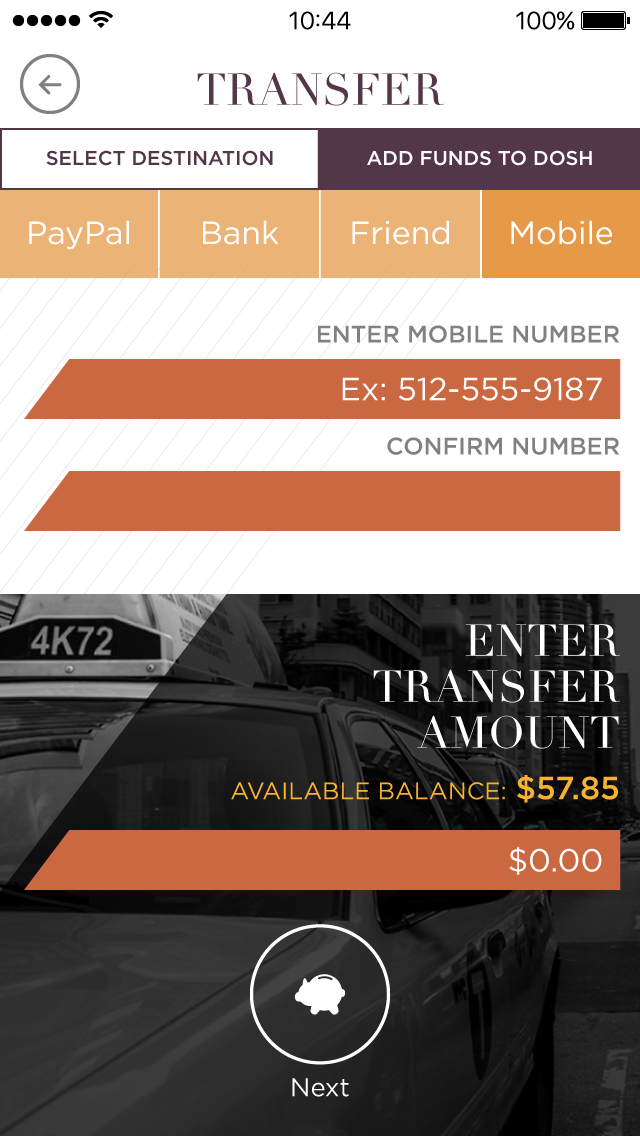 10:44
100%
TRANSFER
SELECT DESTINATION
ADD FUNDS TO DOSH
PayPal
Bank
Friend
Mobile
ENTER MOBILE NUMBER
Ex: 512-555-9187
CONFIRM NUMBER
4K72
ENTER
TRANSFER
AMOUNT
AVAILABLE BALANCE: $57.85
$0.00
Next